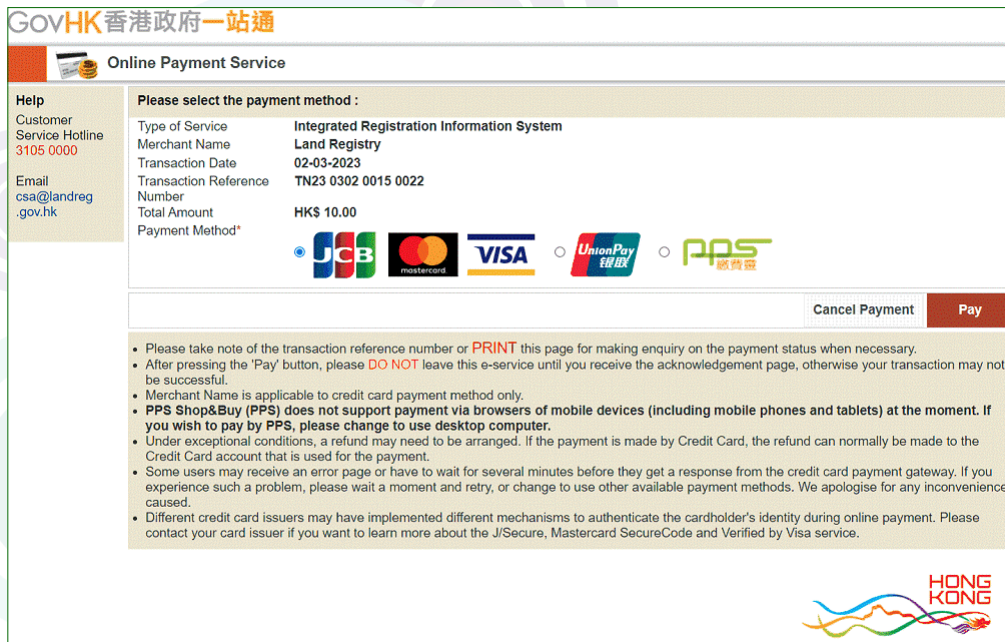 GovHK香港政府一站通
Online Payment Service
Help
Customer
Service Hotline
3105 0000
Email
csa@landreg
.gov.hk
Please select the payment method :
Type of Service Integrated Registration Information System
Merchant Name Land Registry
Transaction Date 02-03-2023
Transaction Reference TN23 0302 0015 0022
Number
Total Amount HK$ 10.00
Payment Method*
JCB mastercard VISA UnionPay 银联 PPS 繳費靈
Cancel Payment Pay
• Please take note of the transaction reference number or PRINT this page for making enquiry on the payment status when necessary.
• After pressing the 'Pay' button, please DO NOT leave this e-service until you receive the acknowledgement page, otherwise your transaction may not
be successful.
• Merchant Name is applicable to credit card payment method only.
• PPS Shop&Buy (PPS) does not support payment via browsers of mobile devices (including mobile phones and tablets) at the moment. If
you wish to pay by PPS, please change to use desktop computer.
• Under exceptional conditions, a refund may need to be arranged. If the payment is made by Credit Card, the refund can normally be made to the
Credit Card account that is used for the payment.
• Some users may receive an error page or have to wait for several minutes before they get a response from the credit card payment gateway. If you
experience such a problem, please wait a moment and retry, or change to use other available payment methods. We apologise for any inconvenience
caused.
• Different credit card issuers may have implemented different mechanisms to authenticate the cardholder's identity during online payment. Please
contact your card issuer if you want to learn more about the J/Secure, Mastercard SecureCode and Verified by Visa service.
HONG
KONG